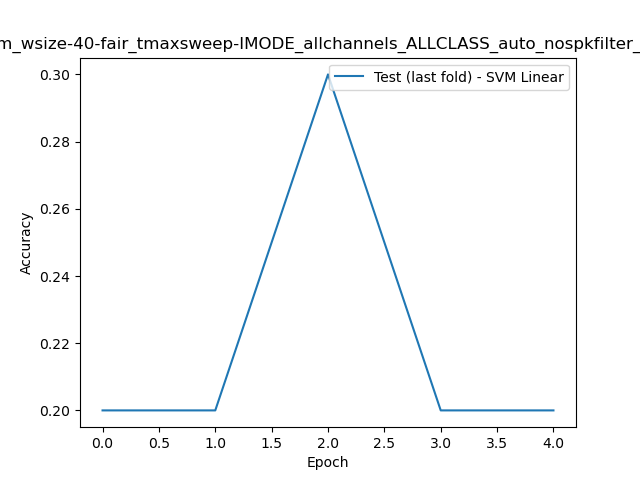 m_wsize-40-fair_tmaxsweep-IMODE_allchannels_ALLCLASS_auto_nospkfilter_
Test (last fold) - SVM Linear
Accuracy
0.30
0.28
0.26
0.24
0.22
0.20
0.0 0.5 1.0 1.5 2.0 2.5 3.0 3.5 4.0
Epoch